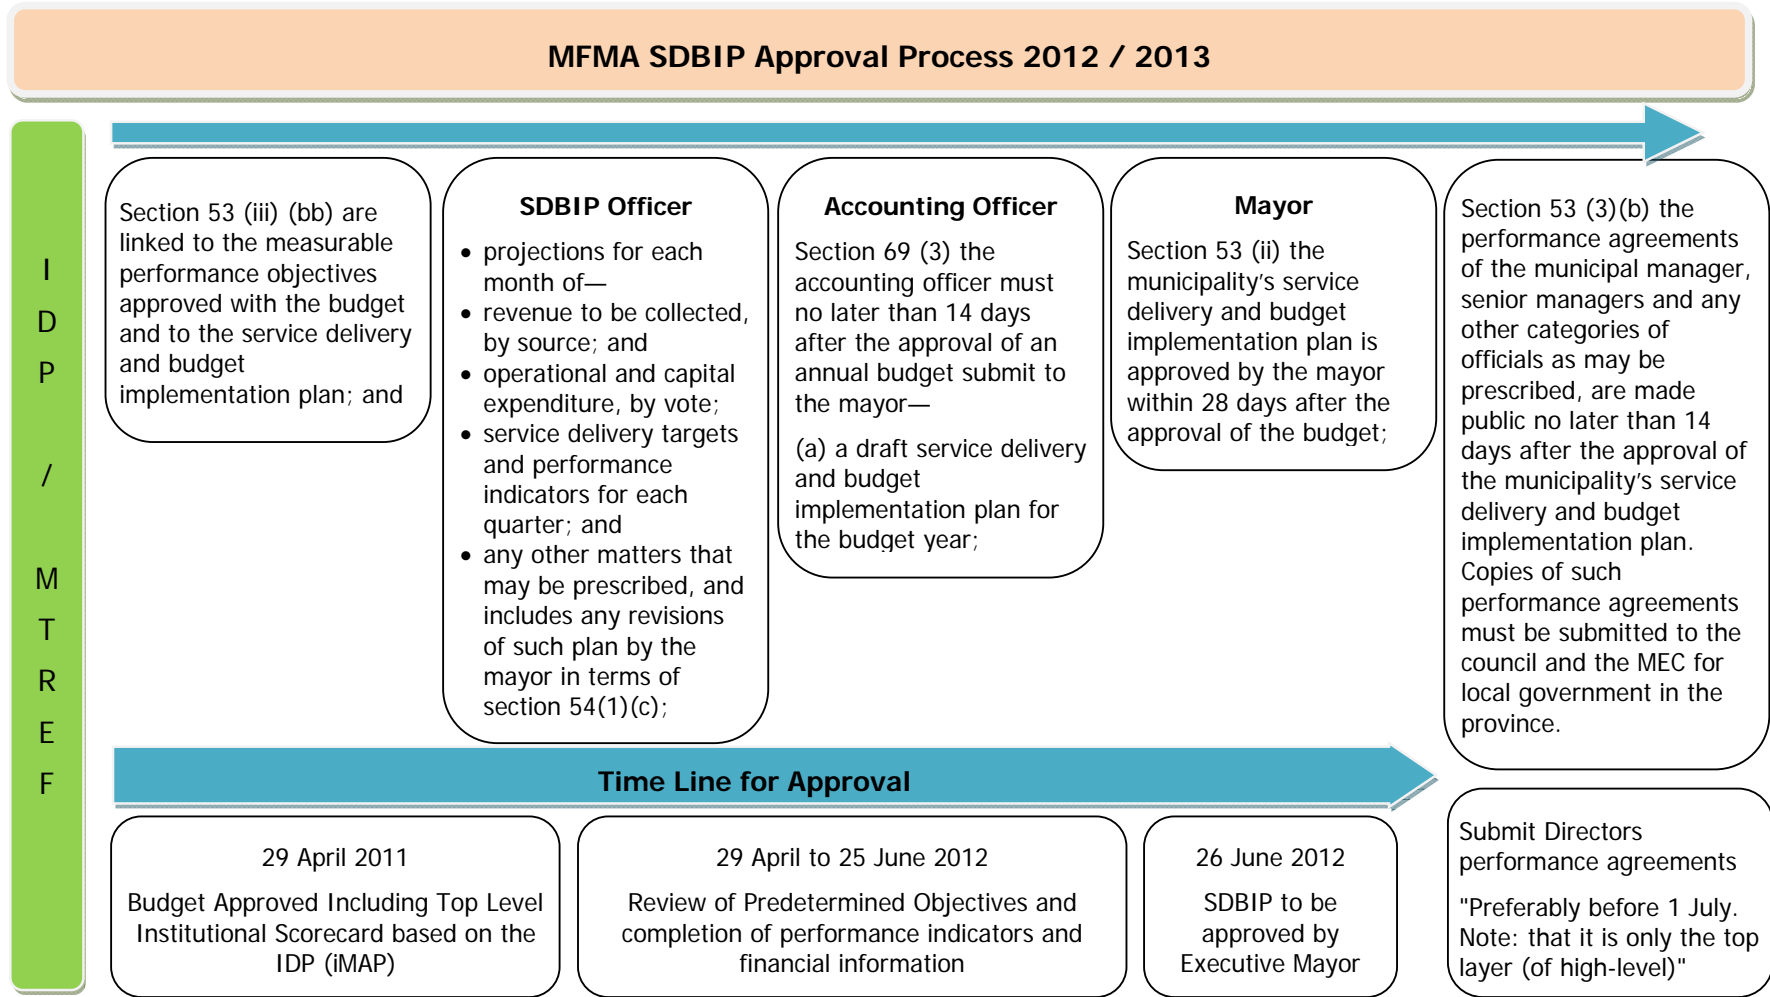 MFMA SDBIP Approval Process 2012 / 2013
I
D
P
/
M
T
R
E
F
Section 53 (iii) (bb) are
linked to the measurable
performance objectives
approved with the budget
and to the service delivery
and budget
implementation plan; and
SDBIP Officer
• projections for each
month of—
• revenue to be collected,
by source; and
• operational and capital
expenditure, by vote;
• service delivery targets
and performance
indicators for each
quarter; and
• any other matters that
may be prescribed, and
includes any revisions
of such plan by the
mayor in terms of
section 54(1)(c);
Accounting Officer
Section 69 (3) the
accounting officer must
no later than 14 days
after the approval of an
annual budget submit to
the mayor—
(a) a draft service delivery
and budget
implementation plan for
the budget year;
Mayor
Section 53 (ii) the
municipality’s service
delivery and budget
implementation plan is
approved by the mayor
within 28 days after the
approval of the budget;
Section 53 (3)(b) the
performance agreements
of the municipal manager,
senior managers and any
other categories of
officials as may be
prescribed, are made
public no later than 14
days after the approval of
the municipality’s service
delivery and budget
implementation plan.
Copies of such
performance agreements
must be submitted to the
council and the MEC for
local government in the
province.
Time Line for Approval
29 April 2011
Budget Approved Including Top Level
Institutional Scorecard based on the
IDP (iMAP)
29 April to 25 June 2012
Review of Predetermined Objectives and
completion of performance indicators and
financial information
26 June 2012
SDBIP to be
approved by
Executive Mayor
Submit Directors
performance agreements
"Preferably before 1 July.
Note: that it is only the top
layer (of high-level)"